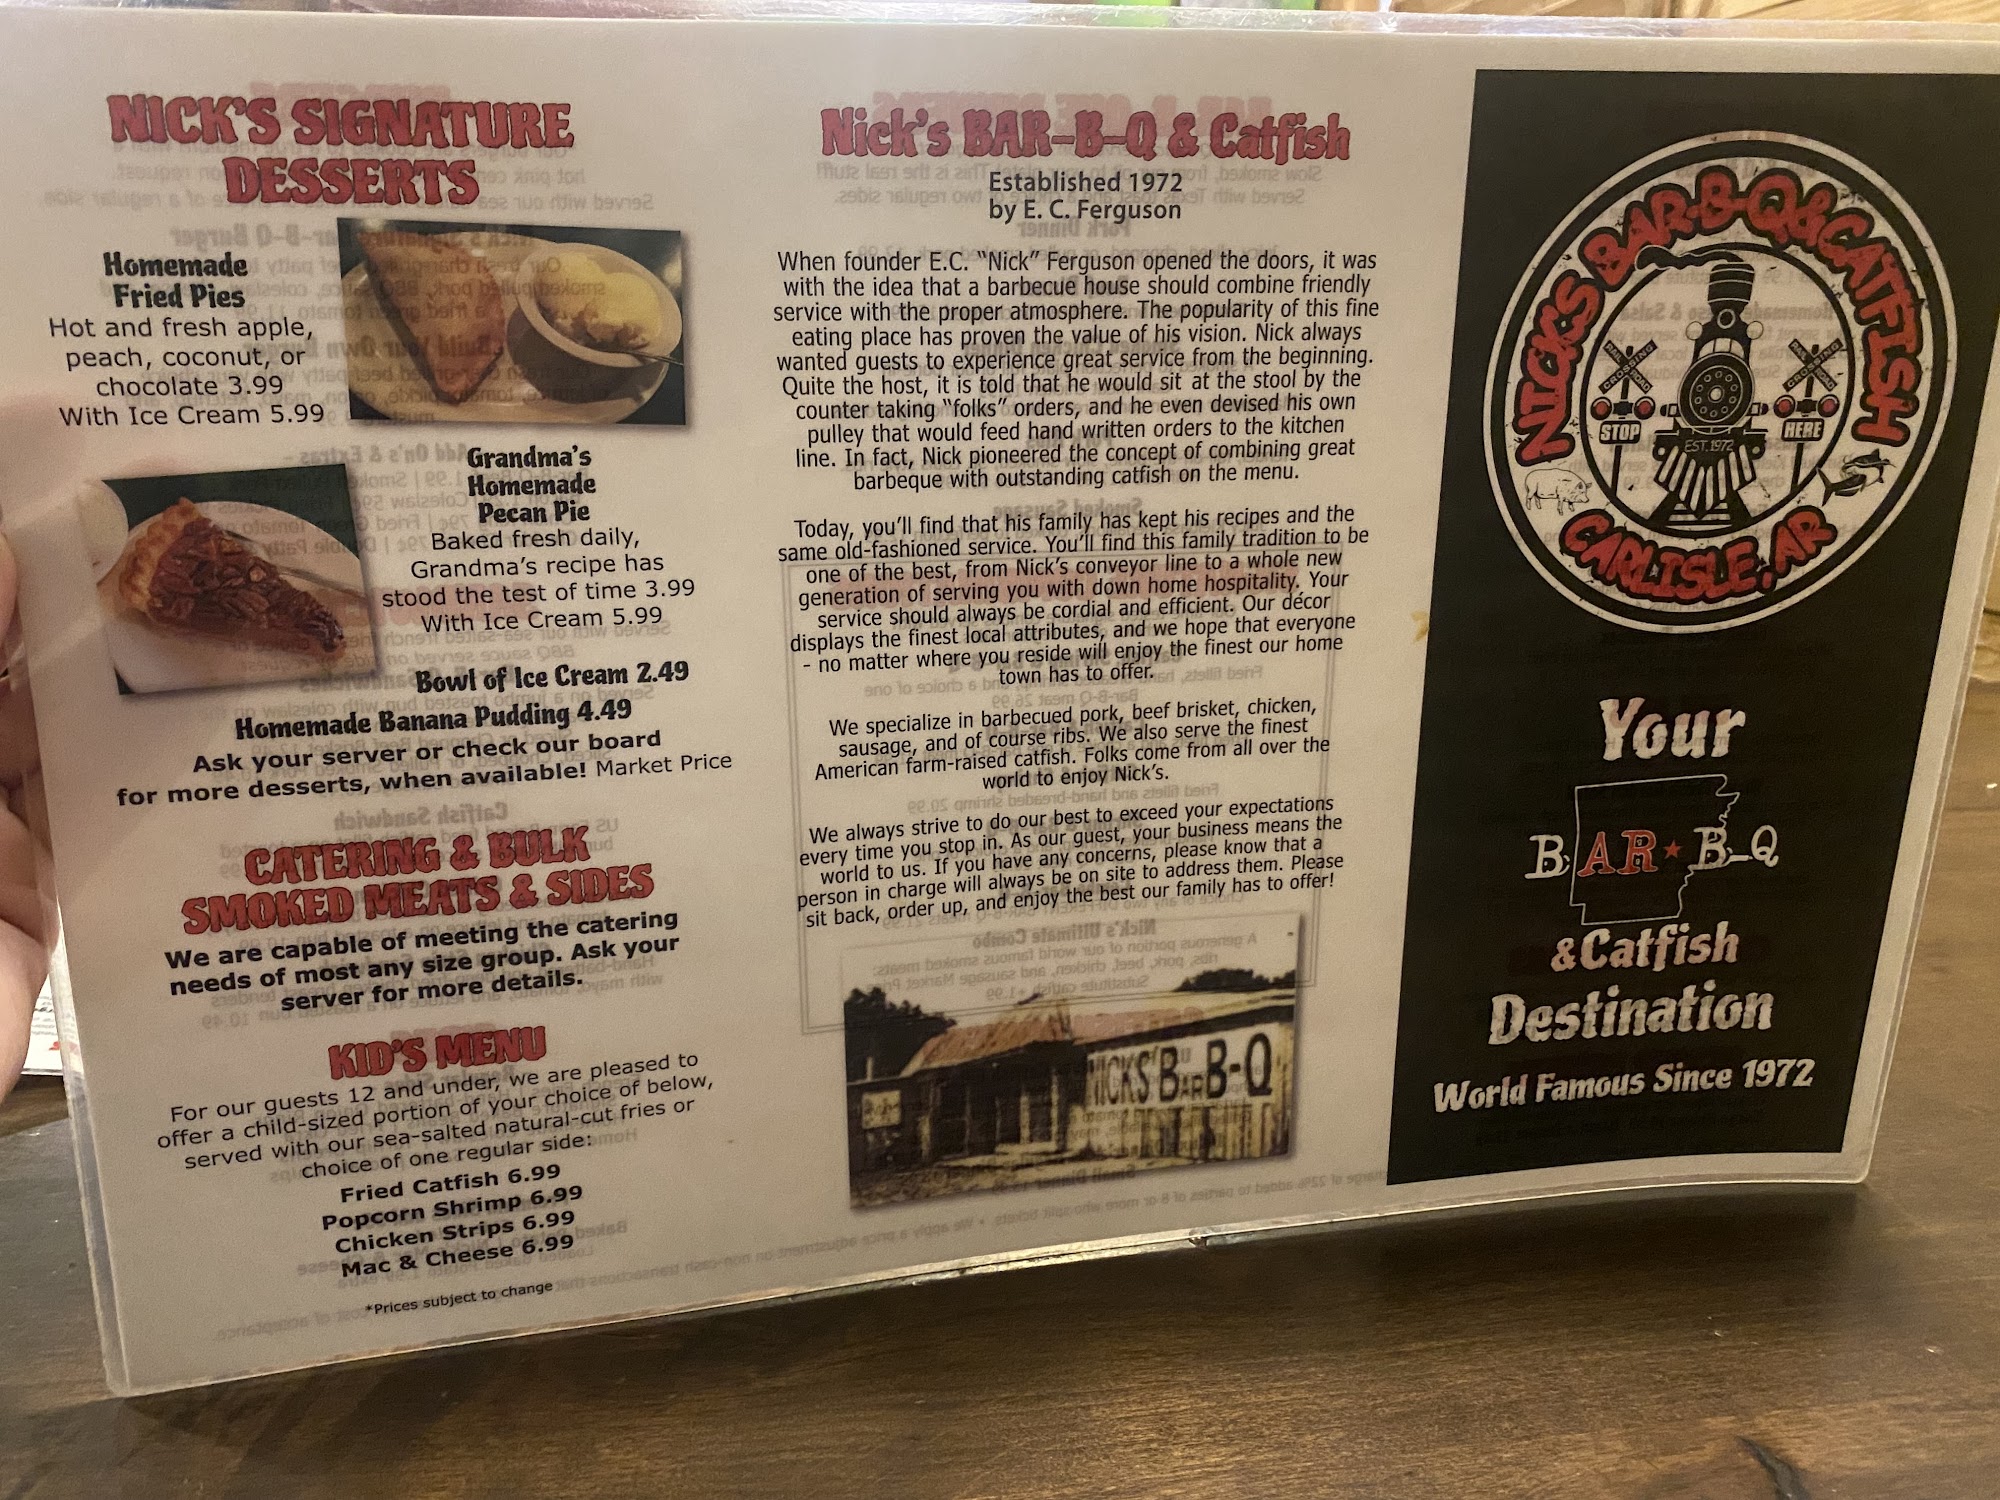 NICK'S SIGNATURE
DESSERTS
Homemade
Fried Pies
Hot and fresh apple,
peach, coconut, or
chocolate 3.99
With Ice Cream 5.99
Grandma's
Homemade
Pecan Pie
Baked fresh daily,
Grandma's recipe has
stood the test of time 3.99
With Ice Cream 5.99
Bowl of Ice Cream 2.49
Homemade Banana Pudding 4.49
Ask your server or check our board
for more desserts, when available! Market Price
CATERING & BULK
SMOKED MEATS & SIDES
We are capable of meeting the catering
needs of most any size group. Ask your
server for more details.
KID'S MENU
For our guests 12 and under, we are pleased to
offer a child-sized portion of your choice of below,
served with our sea-salted natural-cut fries or
choice of one regular side:
Fried Catfish 6.99
Popcorn Shrimp 6.99
Chicken Strips 6.99
Mac & Cheese 6.99
*Prices subject to change
Nick's BAR-B-Q & Catfish
Established 1972
by E. C. Ferguson
When founder E.C. "Nick" Ferguson opened the doors, it was
with the idea that a barbecue house should combine friendly
service with the proper atmosphere. The popularity of this fine
eating place has proven the value of his vision. Nick always
wanted guests to experience great service from the beginning.
Quite the host, it is told that he would sit at the stool by the
counter taking "folks" orders, and he even devised his own
pulley that would feed hand written orders to the kitchen
line. In fact, Nick pioneered the concept of combining great
barbeque with outstanding catfish on the menu.
Today, you'll find that his family has kept his recipes and the
same old-fashioned service. You'll find this family tradition to be
one of the best, from Nick's conveyor line to a whole new
generation of serving you with down home hospitality. Your
service should always be cordial and efficient. Our décor
displays the finest local attributes, and we hope that everyone
- no matter where you reside will enjoy the finest our home
town has to offer.
We specialize in barbecued pork, beef brisket, chicken,
sausage, and of course ribs. We also serve the finest
American farm-raised catfish. Folks come from all over the
world to enjoy Nick's.
We always strive to do our best to exceed your expectations
every time you stop in. As our guest, your business means the
world to us. If you have any concerns, please know that a
person in charge will always be on site to address them. Please
sit back, order up, and enjoy the best our family has to offer!
NICKS' BAR B-Q
NICK'S BAR-B-Q & CATFISH
RAILROAD CROSSING
RAILROAD CROSSING
STOP
HERE
EST. 1972
CARLISLE, AR
Your
BAR★B-Q
&Catfish
Destination
World Famous Since 1972